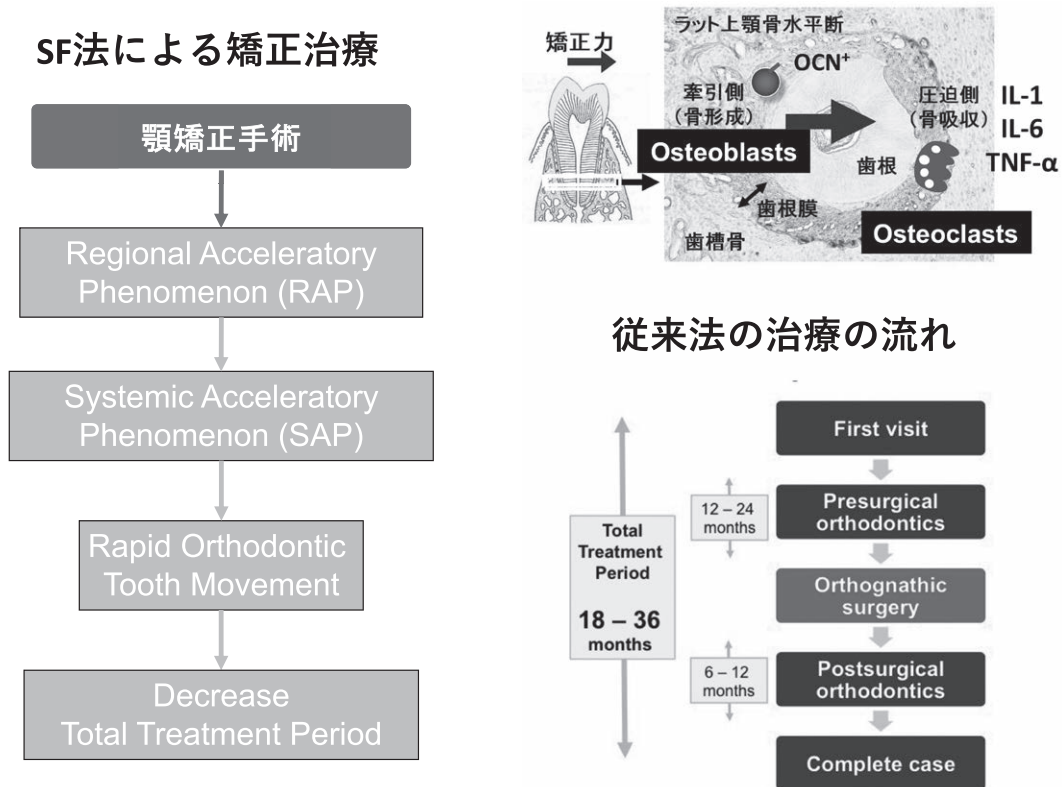 SF法による矯正治療
顎矯正手術
Regional Acceleratory
Phenomenon (RAP)
Systemic Acceleratory
Phenomenon (SAP)
Rapid Orthodontic
Tooth Movement
Decrease
Total Treatment Period
ラット上顎骨水平断
矯正力
OCN⁺
牽引側
(骨形成)
圧迫側
(骨吸収)
IL-1
IL-6
TNF-α
Osteoblasts
歯根
歯根膜
歯槽骨
Osteoclasts
従来法の治療の流れ
First visit
12 – 24
months
Presurgical
orthodontics
Total
Treatment
Period
18 – 36
months
Orthognathic
surgery
6 – 12
months
Postsurgical
orthodontics
Complete case